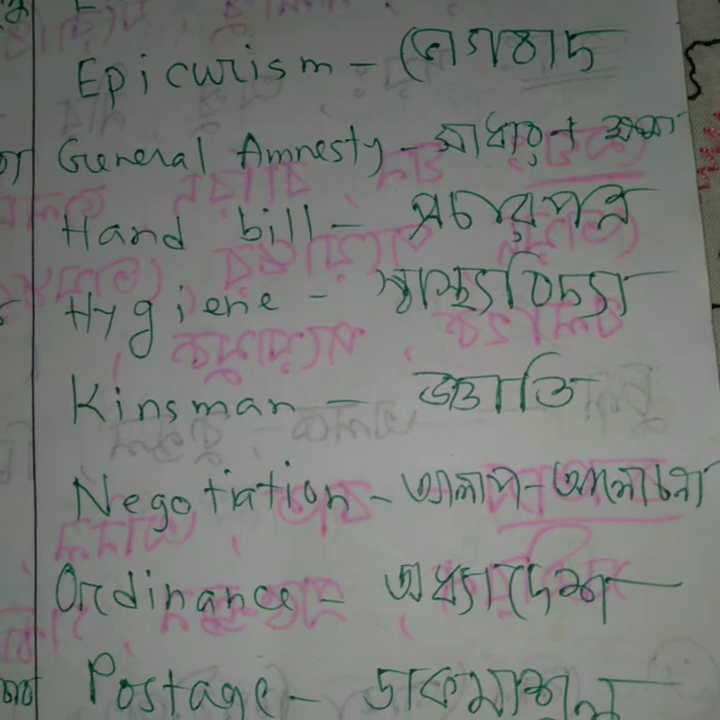 Epicurism - ভোগবাদ
General Amnesty - সাধারণ ক্ষমা
Hand bill - প্রচারপত্র
Hygiene - স্বাস্থ্যবিদ্যা
Kinsman - জ্ঞাতি
Negotiation - আলাপ-আলোচনা
Ordinance - অধ্যাদেশ
Postage - ডাকমাশুল